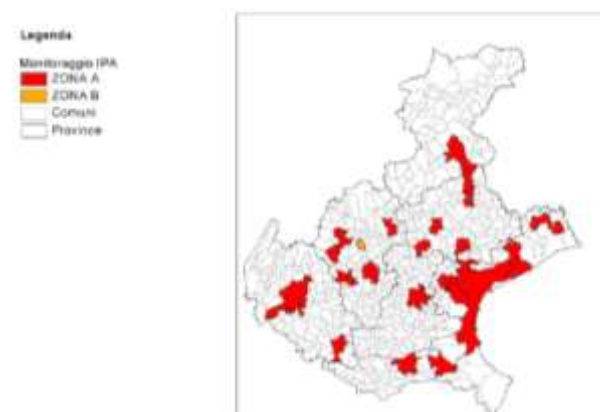 Legenda
Monitoraggio IPA
ZONA A
ZONA B
Comuni
Province